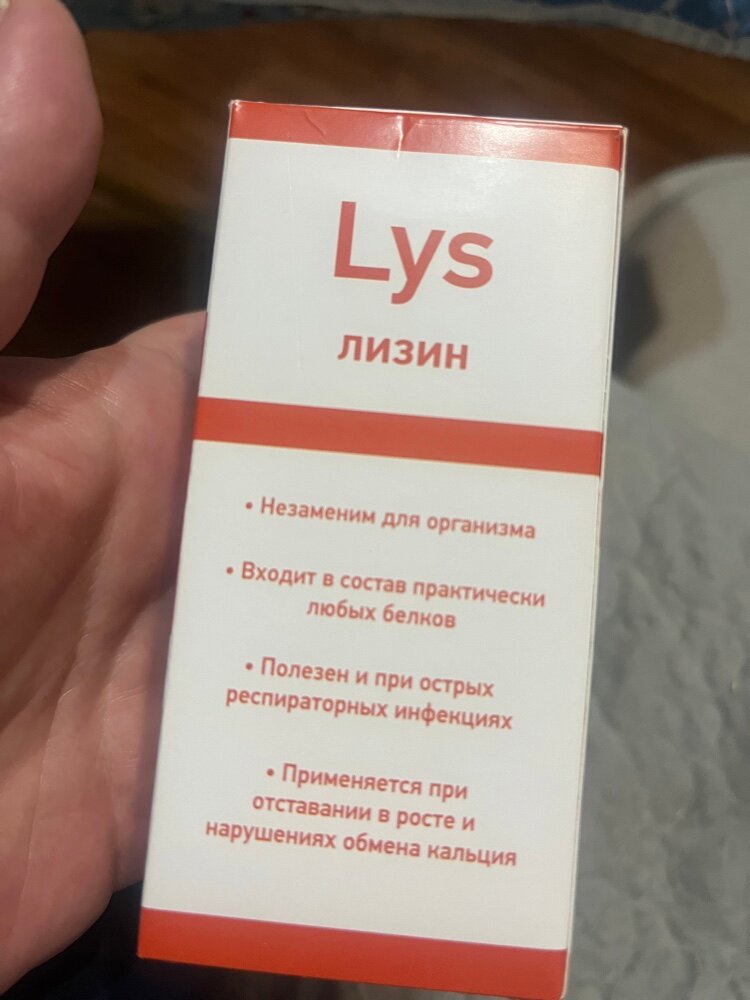 Lys
лизин
• Незаменим для организма
• Входит в состав практически
любых белков
• Полезен и при острых
респираторных инфекциях
• Применяется при
отставании в росте и
нарушениях обмена кальция